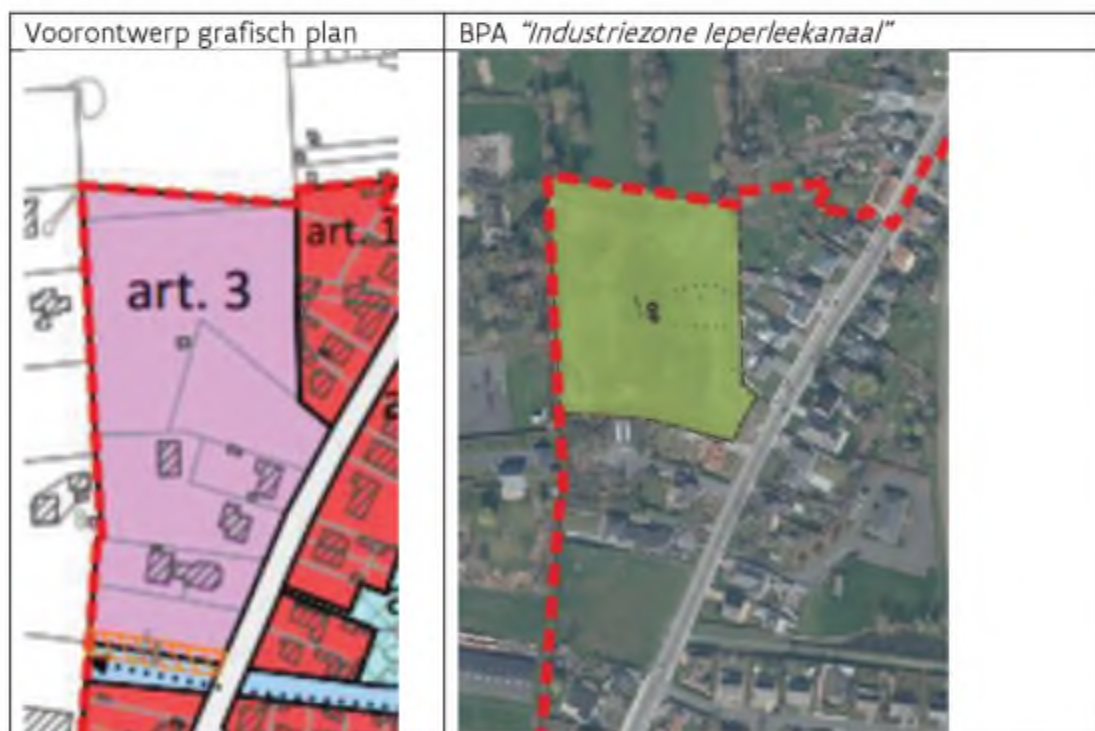 Voorontwerp grafisch plan
BPA "Industriezone Ieperleekanaal"
art. 3
art. 1